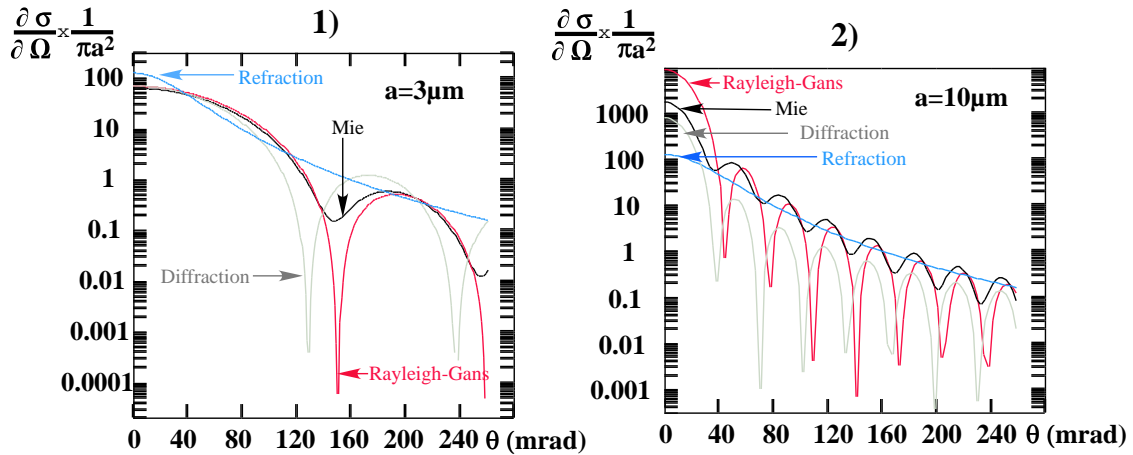 ∂σ/∂Ω × 1/πa²
1)
Refraction
a=3μm
Mie
Diffraction
Rayleigh-Gans
100
10
1
0.1
0.01
0.001
0.0001
0 40 80 120 160 200 240 θ (mrad)
∂σ/∂Ω × 1/πa²
2)
Rayleigh-Gans
a=10μm
Mie
Diffraction
Refraction
1000
100
10
1
0.1
0.01
0.001
0 40 80 120 160 200 240 θ (mrad)